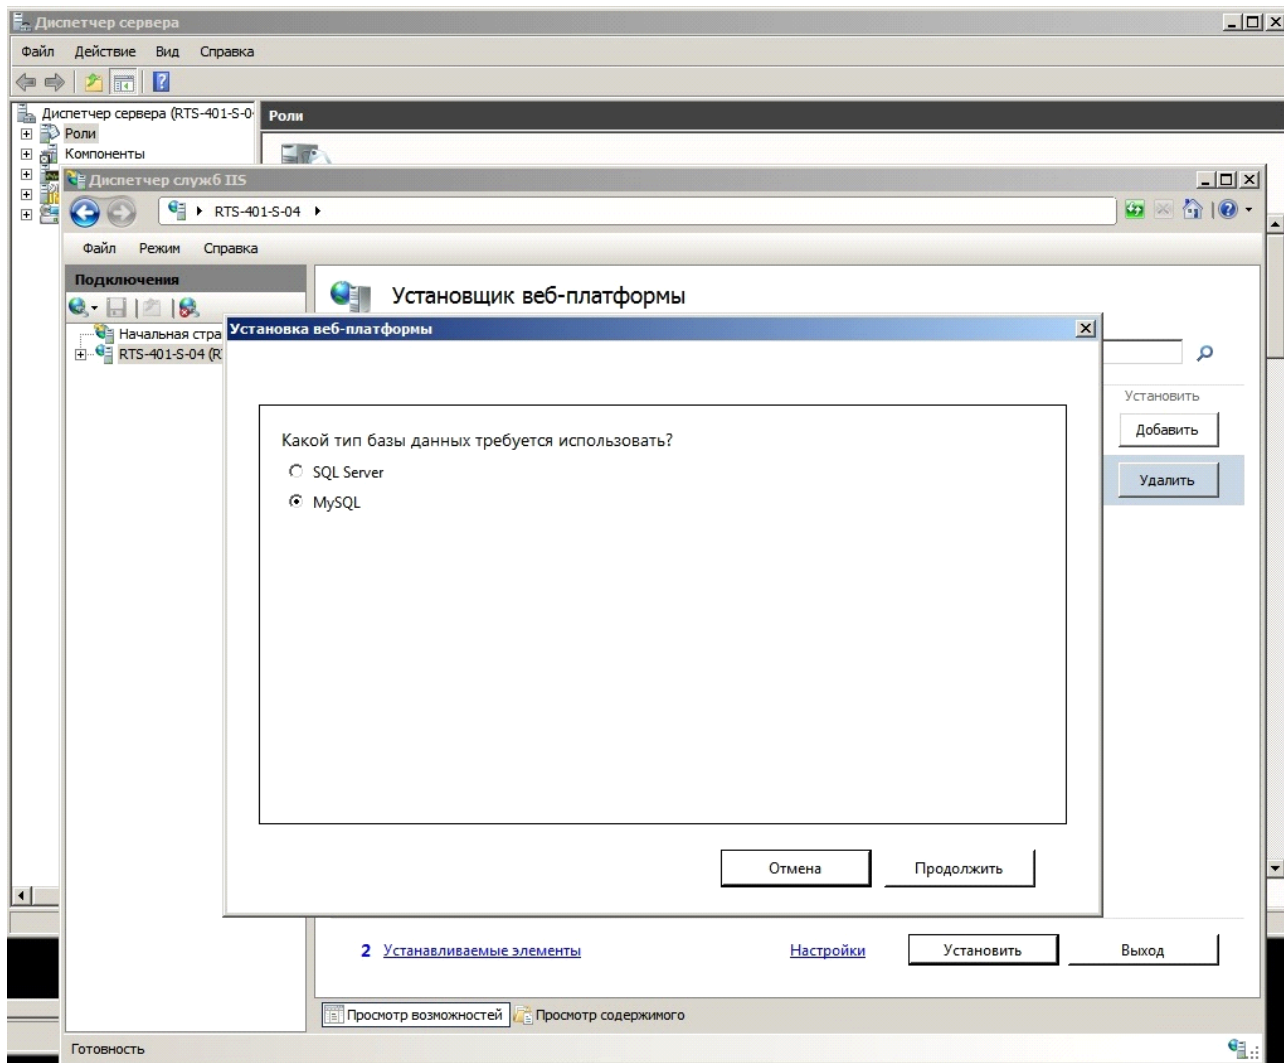 Диспетчер сервера
Файл Действие Вид Справка
Диспетчер сервера (RTS-401-S-0
Роли
Роли
Компоненты
Диспетчер служб IIS
RTS-401-S-04
Файл Режим Справка
Подключения
Начальная стра
RTS-401-S-04 (R
Установщик веб-платформы
Установка веб-платформы
Какой тип базы данных требуется использовать?
SQL Server
MySQL
Отмена Продолжить
Установить
Добавить
Удалить
2 Устанавливаемые элементы Настройки Установить Выход
Просмотр возможностей Просмотр содержимого
Готовность